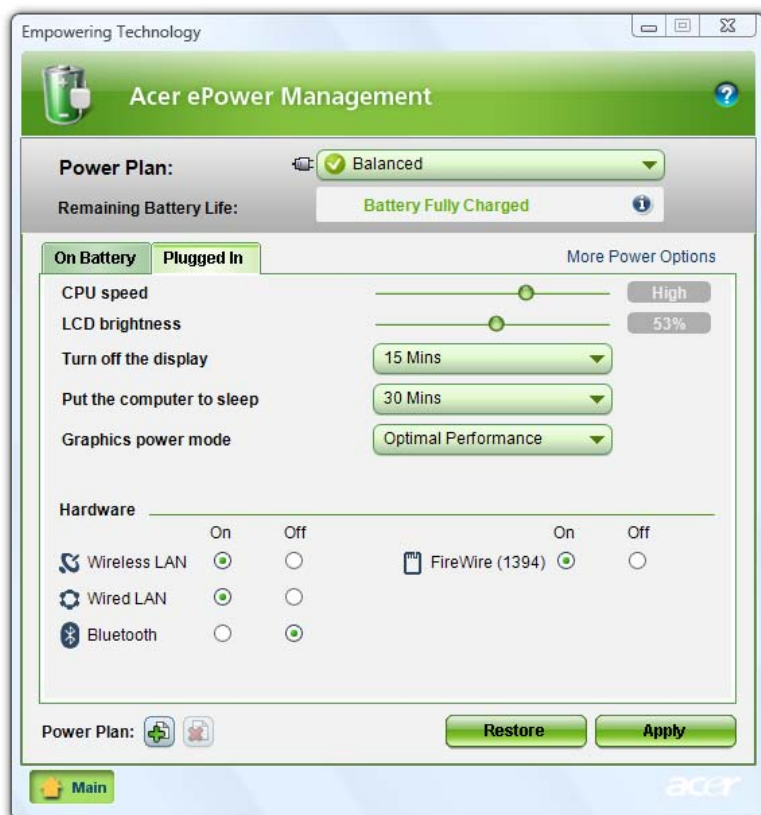 Empowering Technology
Acer ePower Management
Power Plan: Balanced
Remaining Battery Life: Battery Fully Charged
On Battery Plugged In More Power Options
CPU speed High
LCD brightness 53%
Turn off the display 15 Mins
Put the computer to sleep 30 Mins
Graphics power mode Optimal Performance
Hardware
On Off On Off
Wireless LAN FireWire (1394)
Wired LAN
Bluetooth
Power Plan: Restore Apply
Main acer